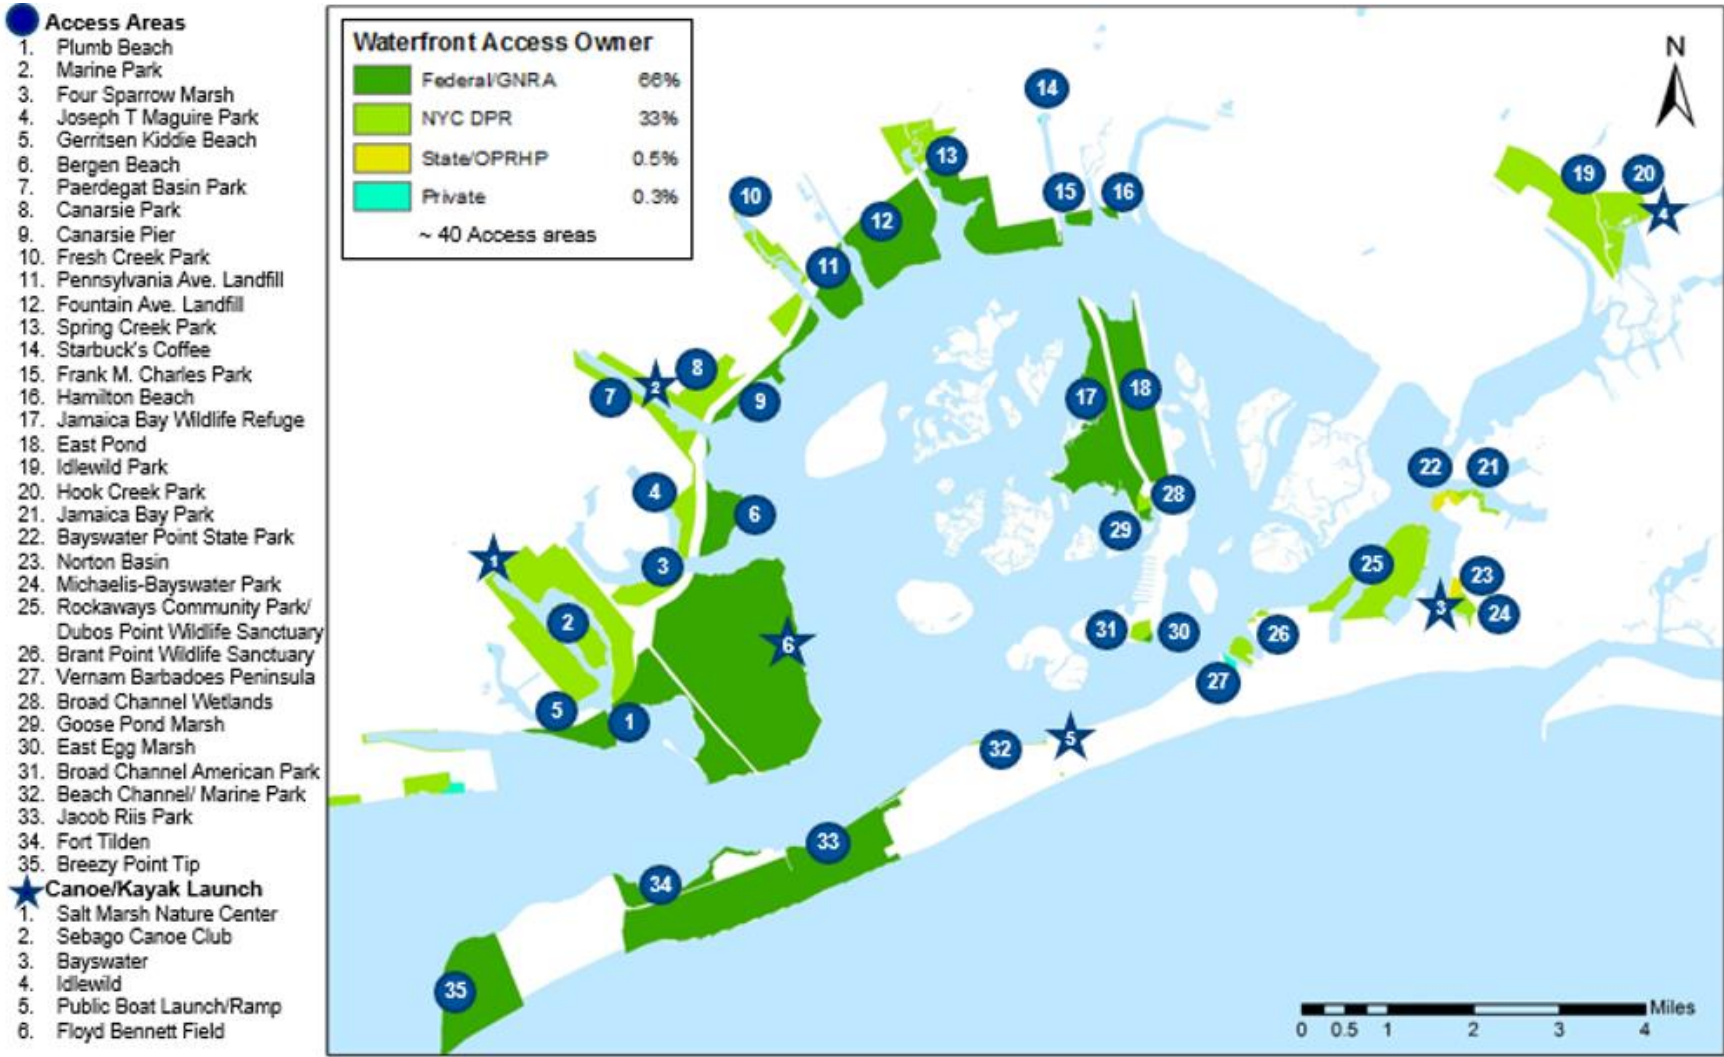 Access Areas
1. Plumb Beach
2. Marine Park
3. Four Sparrow Marsh
4. Joseph T Maguire Park
5. Gerritsen Kiddie Beach
6. Bergen Beach
7. Paerdegat Basin Park
8. Canarsie Park
9. Canarsie Pier
10. Fresh Creek Park
11. Pennsylvania Ave. Landfill
12. Fountain Ave. Landfill
13. Spring Creek Park
14. Starbuck's Coffee
15. Frank M. Charles Park
16. Hamilton Beach
17. Jamaica Bay Wildlife Refuge
18. East Pond
19. Idlewild Park
20. Hook Creek Park
21. Jamaica Bay Park
22. Bayswater Point State Park
23. Norton Basin
24. Michaelis-Bayswater Park
25. Rockaways Community Park/
Dubos Point Wildlife Sanctuary
26. Brant Point Wildlife Sanctuary
27. Vernam Barbadoes Peninsula
28. Broad Channel Wetlands
29. Goose Pond Marsh
30. East Egg Marsh
31. Broad Channel American Park
32. Beach Channel/ Marine Park
33. Jacob Riis Park
34. Fort Tilden
35. Breezy Point Tip
Canoe/Kayak Launch
1. Salt Marsh Nature Center
2. Sebago Canoe Club
3. Bayswater
4. Idlewild
5. Public Boat Launch/Ramp
6. Floyd Bennett Field
Waterfront Access Owner
Federal/GNRA 66%
NYC DPR 33%
State/OPRHP 0.5%
Private 0.3%
~ 40 Access areas
N
14
13
10
15
16
19
20
4
12
11
8
2
7
9
17
18
4
6
28
29
22
21
1
3
2
25
23
3
24
6
31
30
26
27
5
1
32
5
33
34
35
Miles
0 0.5 1 2 3 4